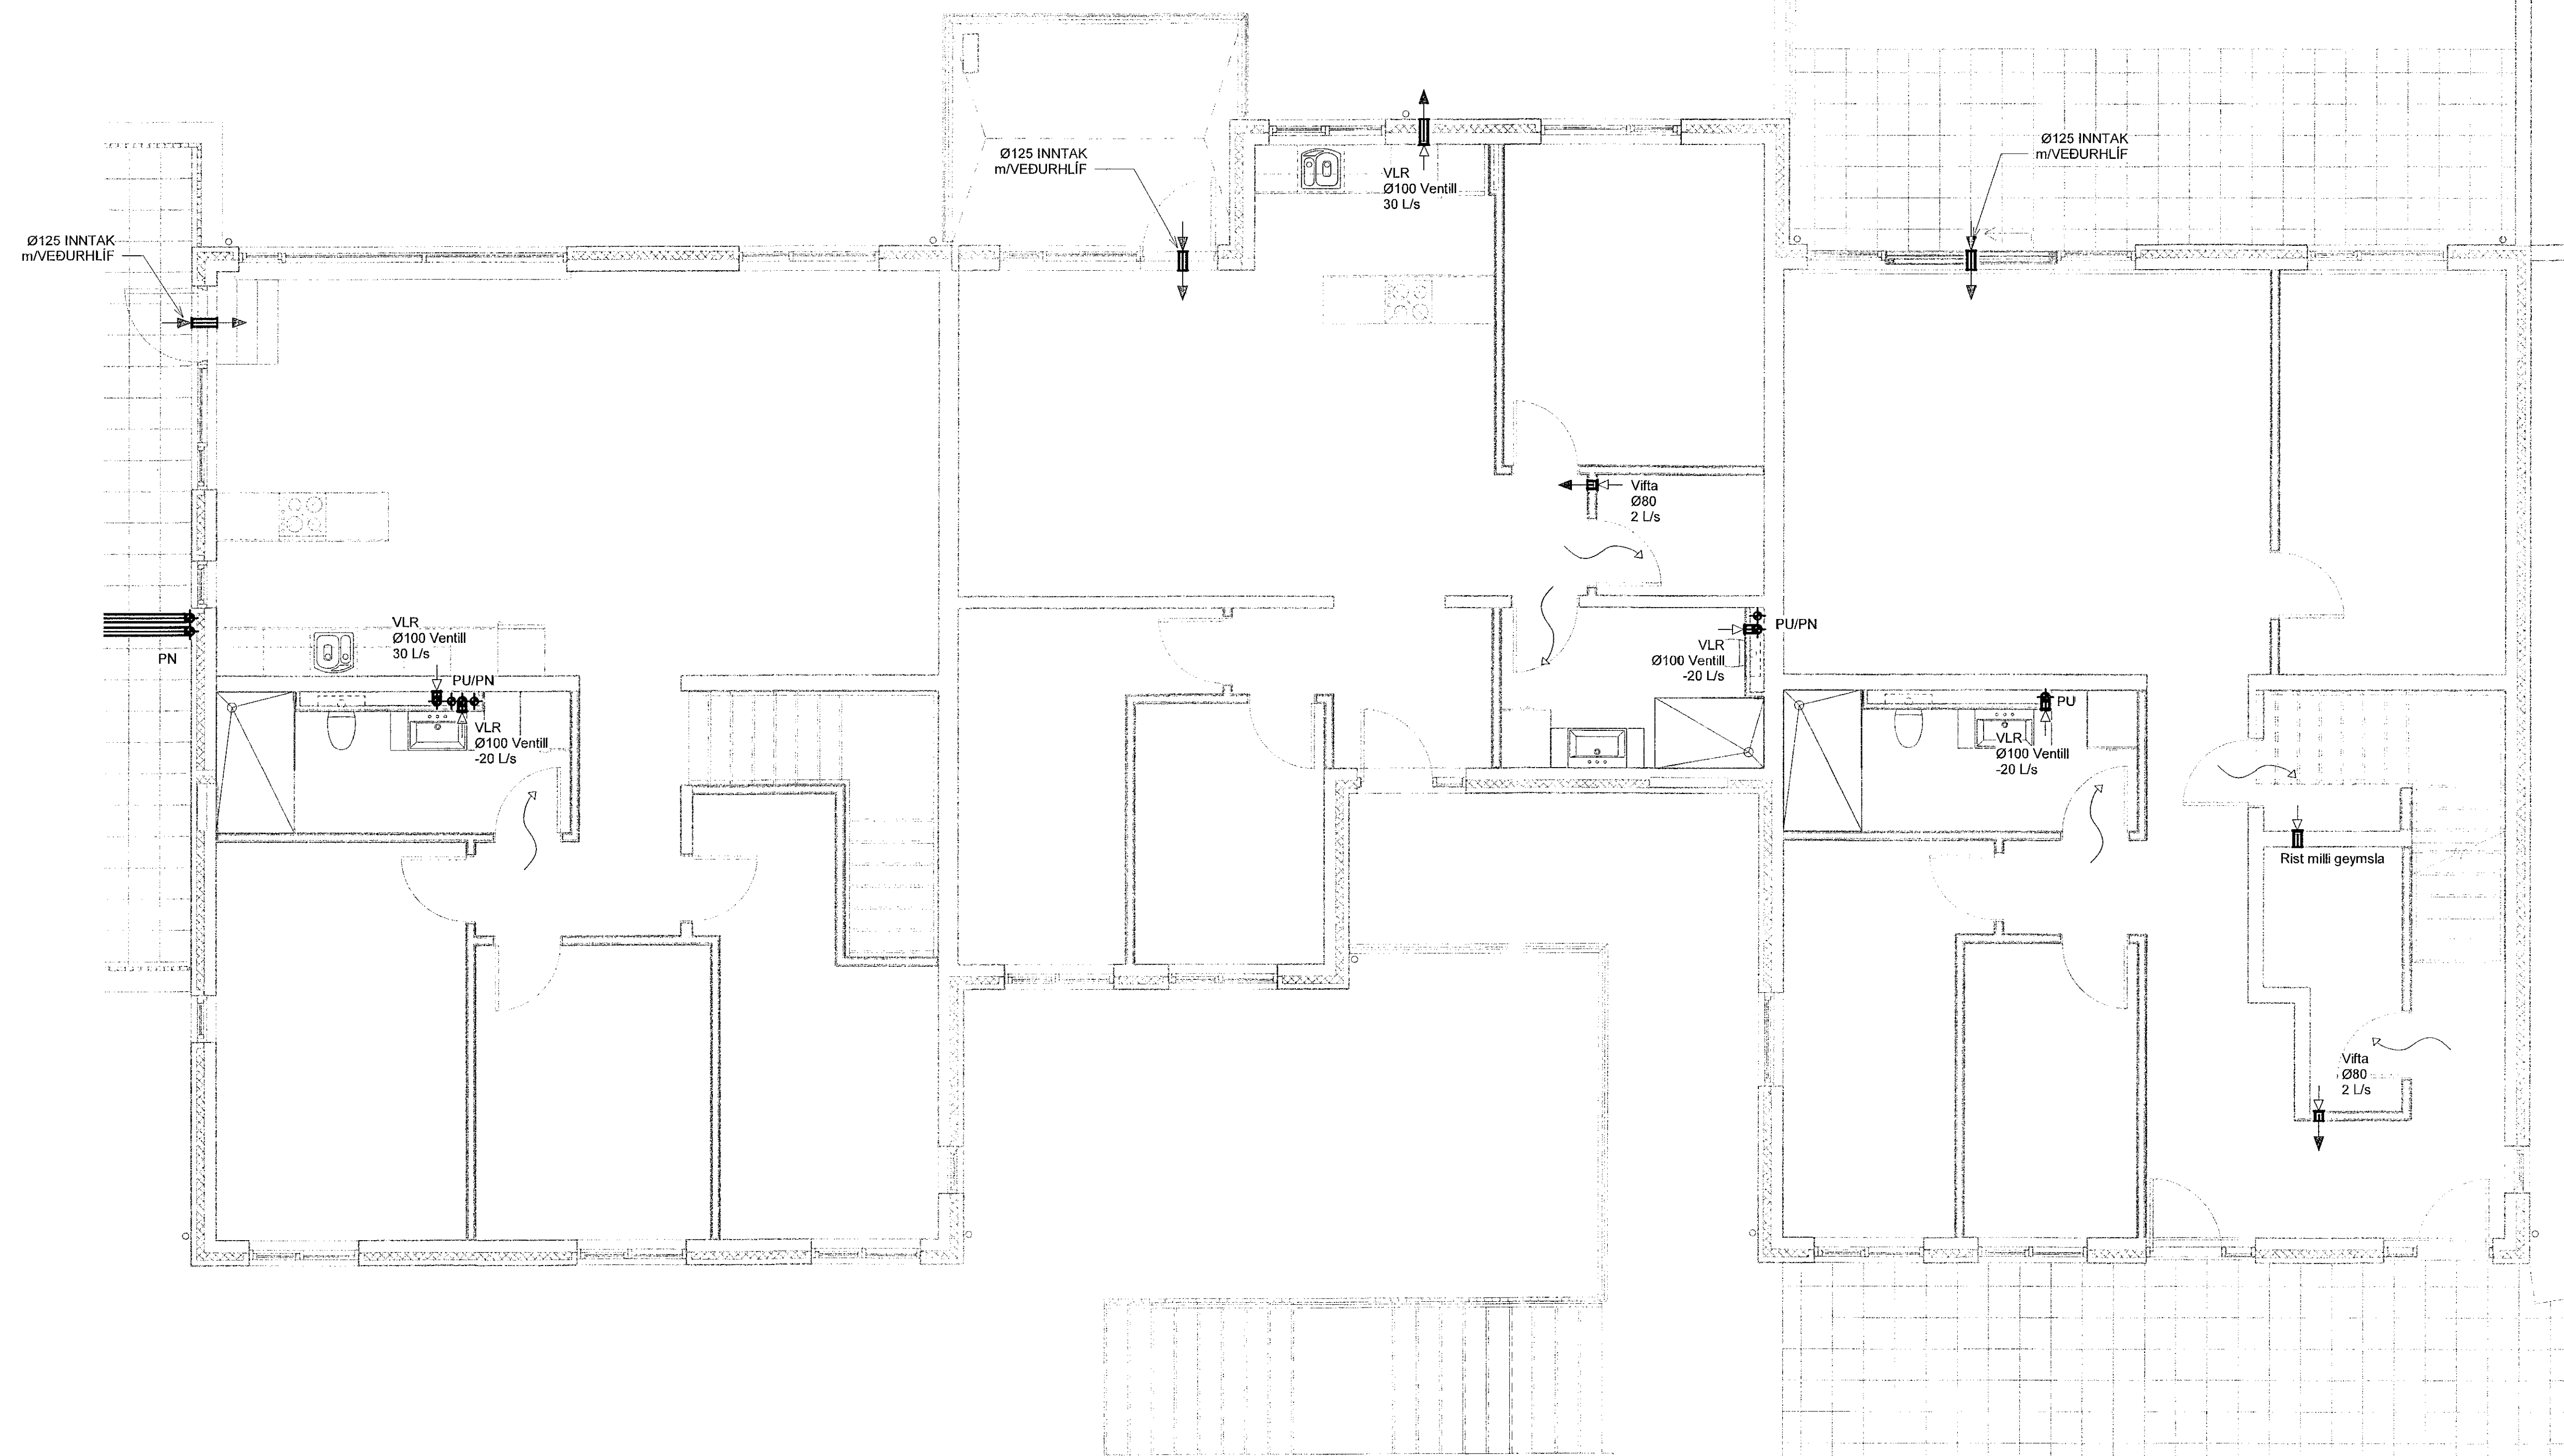 Ø125 INNTAK
m/VEÐURHLÍF
Ø125 INNTAK
m/VEÐURHLÍF
VLR
Ø100 Ventill
30 L/s
Ø125 INNTAK
m/VEÐURHLÍF
Vifta
Ø80
2 L/s
PN
VLR
Ø100 Ventill
30 L/s
PU/PN
VLR
Ø100 Ventill
-20 L/s
PU/PN
VLR
Ø100 Ventill
-20 L/s
PU
VLR
Ø100 Ventill
-20 L/s
Rist milli geymsla
Vifta
Ø80
2 L/s